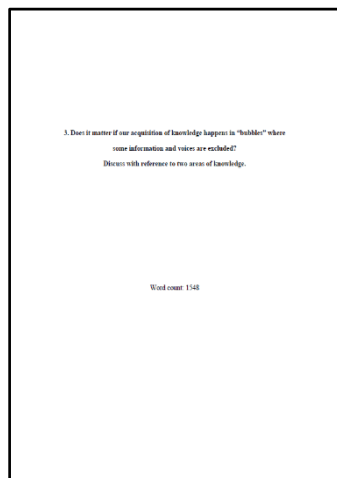 3. Does it matter if our acquisition of knowledge happens in “bubbles” where
some information and voices are excluded?
Discuss with reference to two areas of knowledge.
Word count: 1548